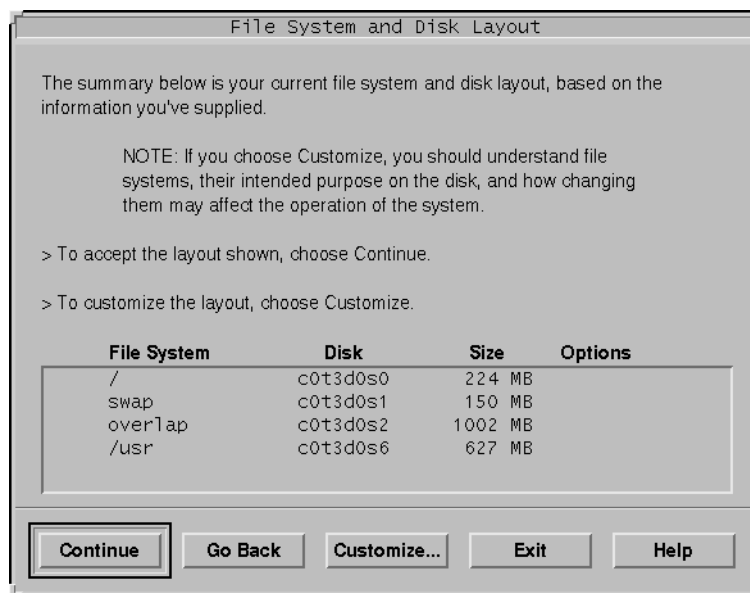 File System and Disk Layout
The summary below is your current file system and disk layout, based on the
information you've supplied.
NOTE: If you choose Customize, you should understand file
systems, their intended purpose on the disk, and how changing
them may affect the operation of the system.
> To accept the layout shown, choose Continue.
> To customize the layout, choose Customize.
File System Disk Size Options
/ c0t3d0s0 224 MB
swap c0t3d0s1 150 MB
overlap c0t3d0s2 1002 MB
/usr c0t3d0s6 627 MB
Continue Go Back Customize... Exit Help